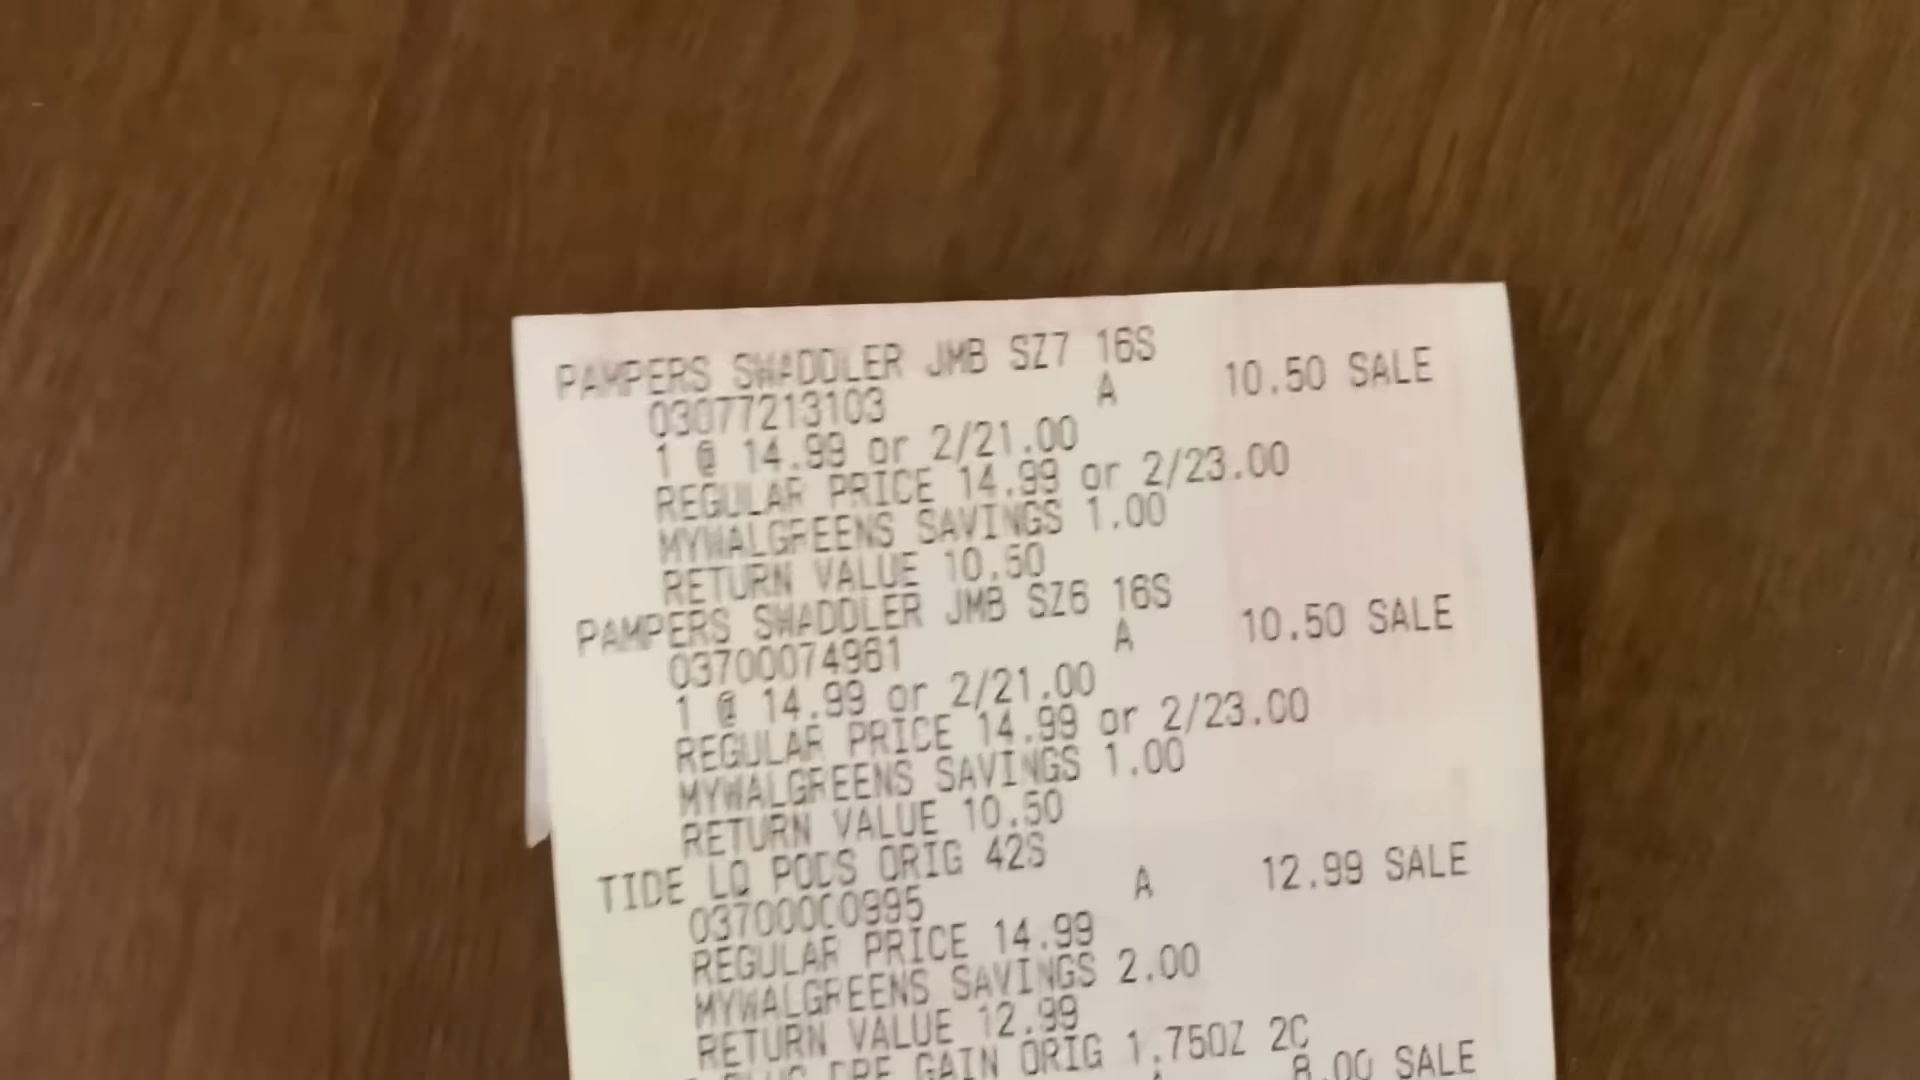 PAMPERS SWADDLER JMB SZ7 16S
03077213103 A 10.50 SALE
1 @ 14.99 or 2/21.00
REGULAR PRICE 14.99 or 2/23.00
MYWALGREENS SAVINGS 1.00
RETURN VALUE 10.50
PAMPERS SWADDLER JMB SZ6 16S
03700074961 A 10.50 SALE
1 @ 14.99 or 2/21.00
REGULAR PRICE 14.99 or 2/23.00
MYWALGREENS SAVINGS 1.00
RETURN VALUE 10.50
TIDE LQ PODS ORIG 42S
03700000995 A 12.99 SALE
REGULAR PRICE 14.99
MYWALGREENS SAVINGS 2.00
RETURN VALUE 12.99
GAIN ORIG 1.75OZ 2C
8.00 SALE